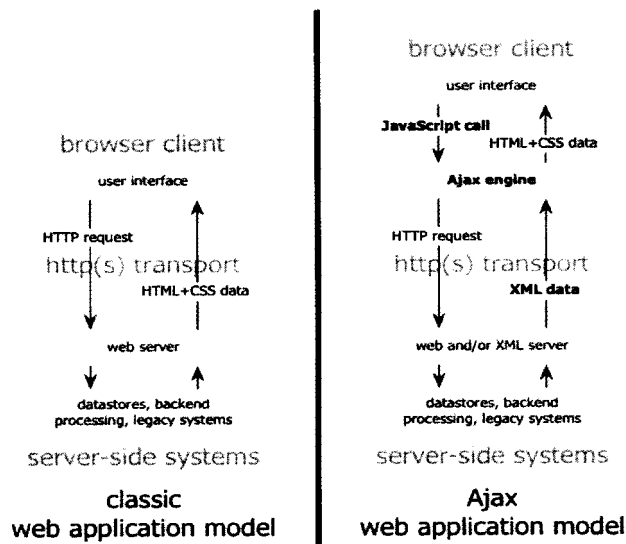 browser client
user interface
HTTP request
http(s) transport
HTML+CSS data
web server
datastores, backend
processing, legacy systems
server-side systems
classic
web application model
browser client
user interface
JavaScript call
HTML+CSS data
Ajax engine
HTTP request
http(s) transport
XML data
web and/or XML server
datastores, backend
processing, legacy systems
server-side systems
Ajax
web application model